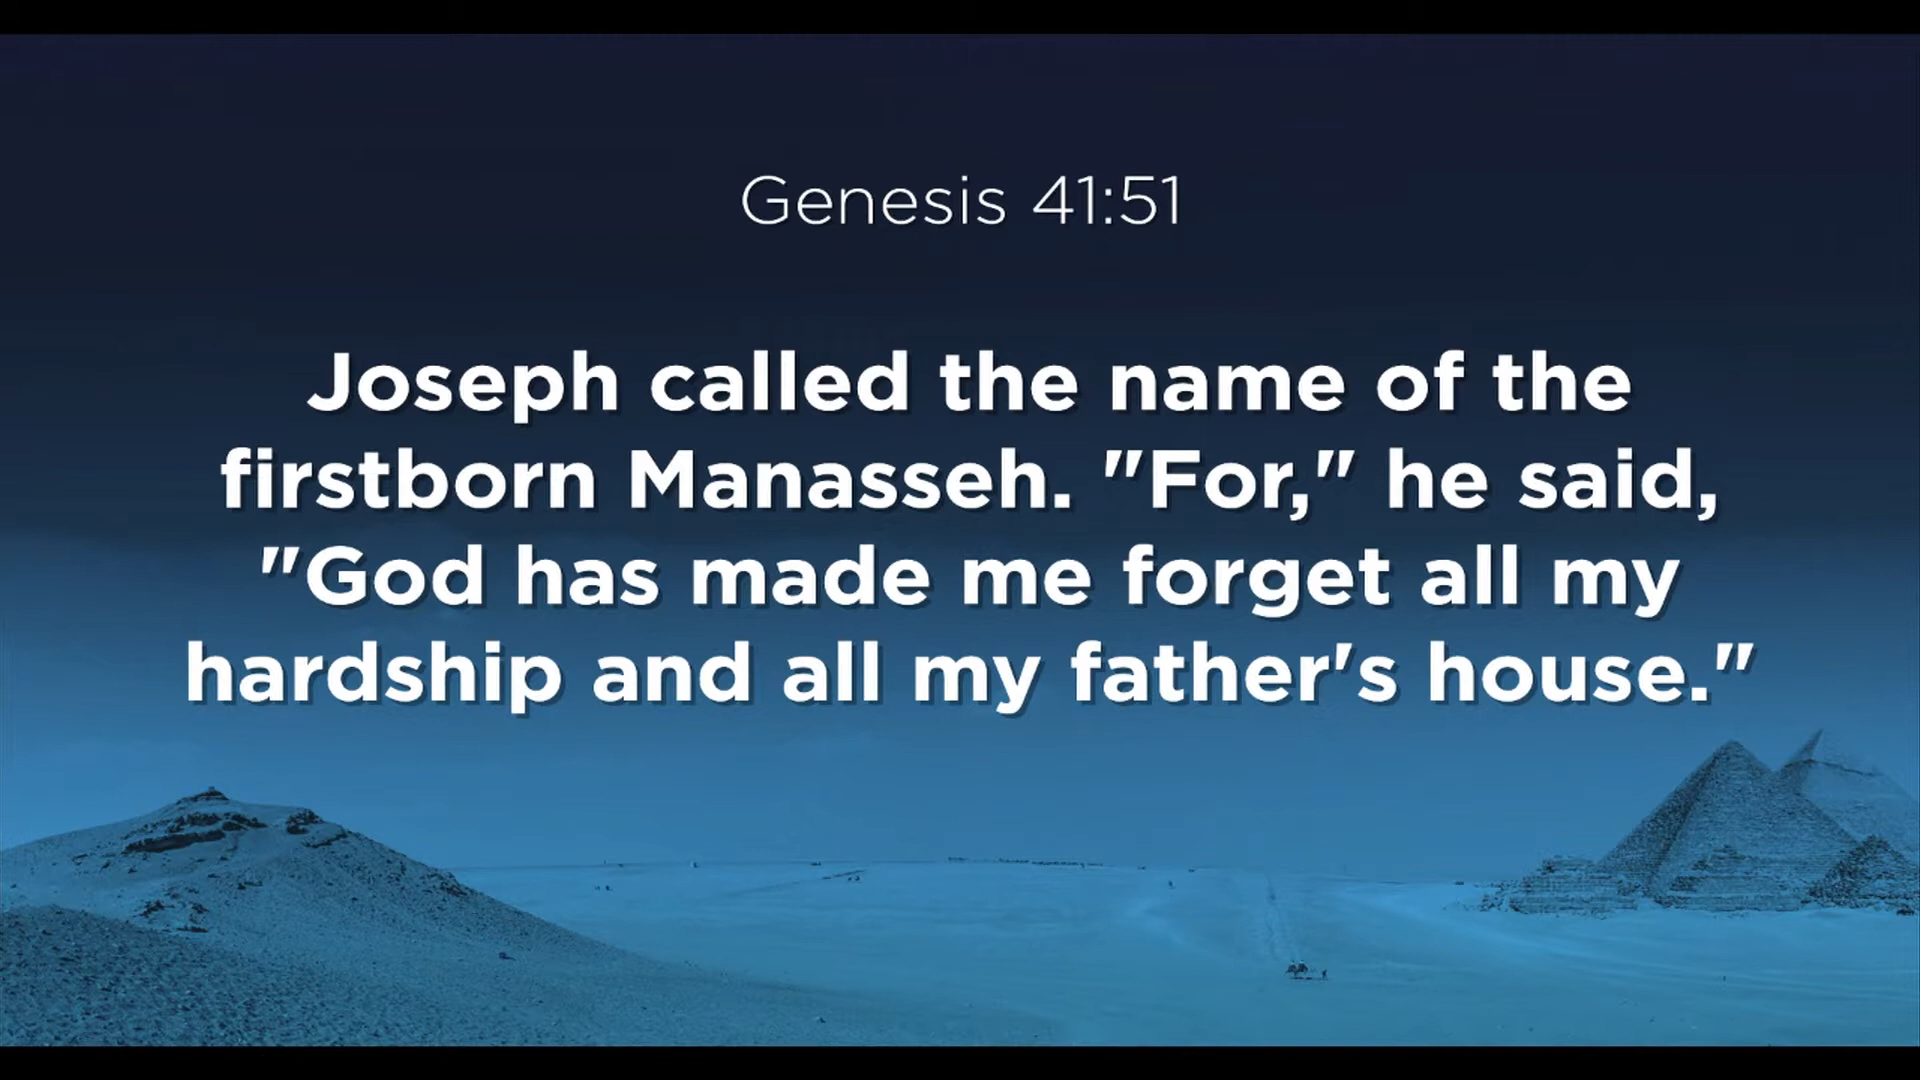 Genesis 41:51
Joseph called the name of the
firstborn Manasseh. "For," he said,
"God has made me forget all my
hardship and all my father's house."